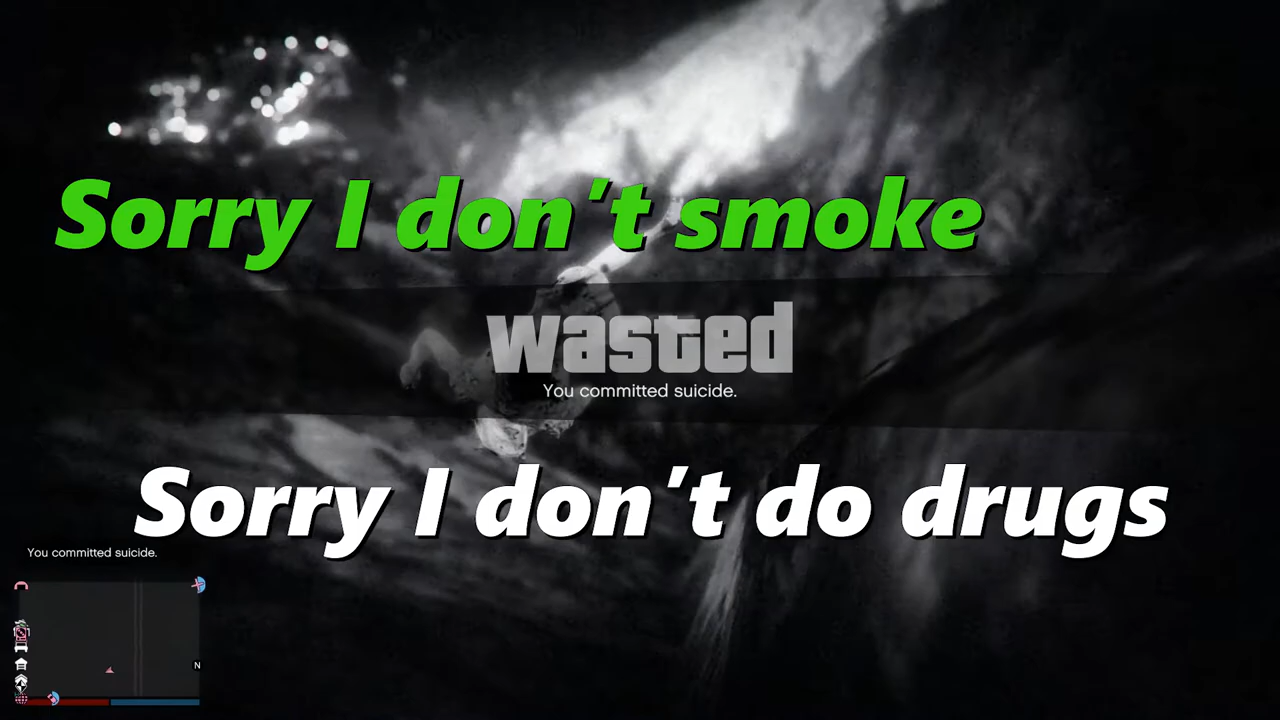 Sorry I don't smoke
wasted
You committed suicide.
Sorry I don't do drugs
You committed suicide.
N